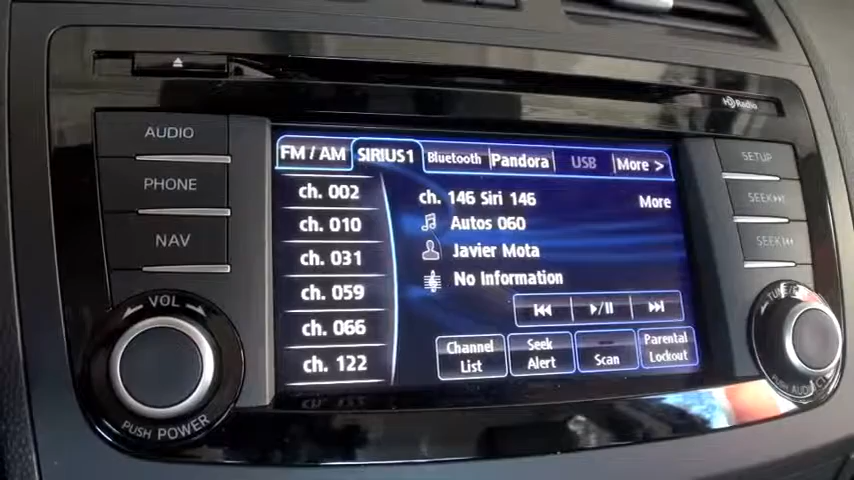 HD Radio
AUDIO
PHONE
NAV
VOL
PUSH POWER
FM / AM
SIRIUS1
Bluetooth
Pandora
USB
More >
ch. 002
ch. 010
ch. 031
ch. 059
ch. 066
ch. 122
ch. 146 Siri 146
More
Autos 060
Javier Mota
No Information
Channel List
Seek Alert
Scan
Parental Lockout
SETUP
SEEK
SEEK
PUSH AUDIO